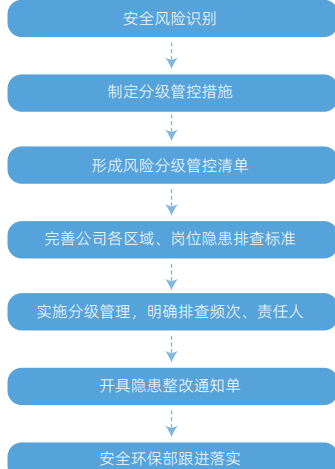 安全风险识别
制定分级管控措施
形成风险分级管控清单
完善公司各区域、岗位隐患排查标准
实施分级管理，明确排查频次、责任人
开具隐患整改通知单
安全环保部跟进落实